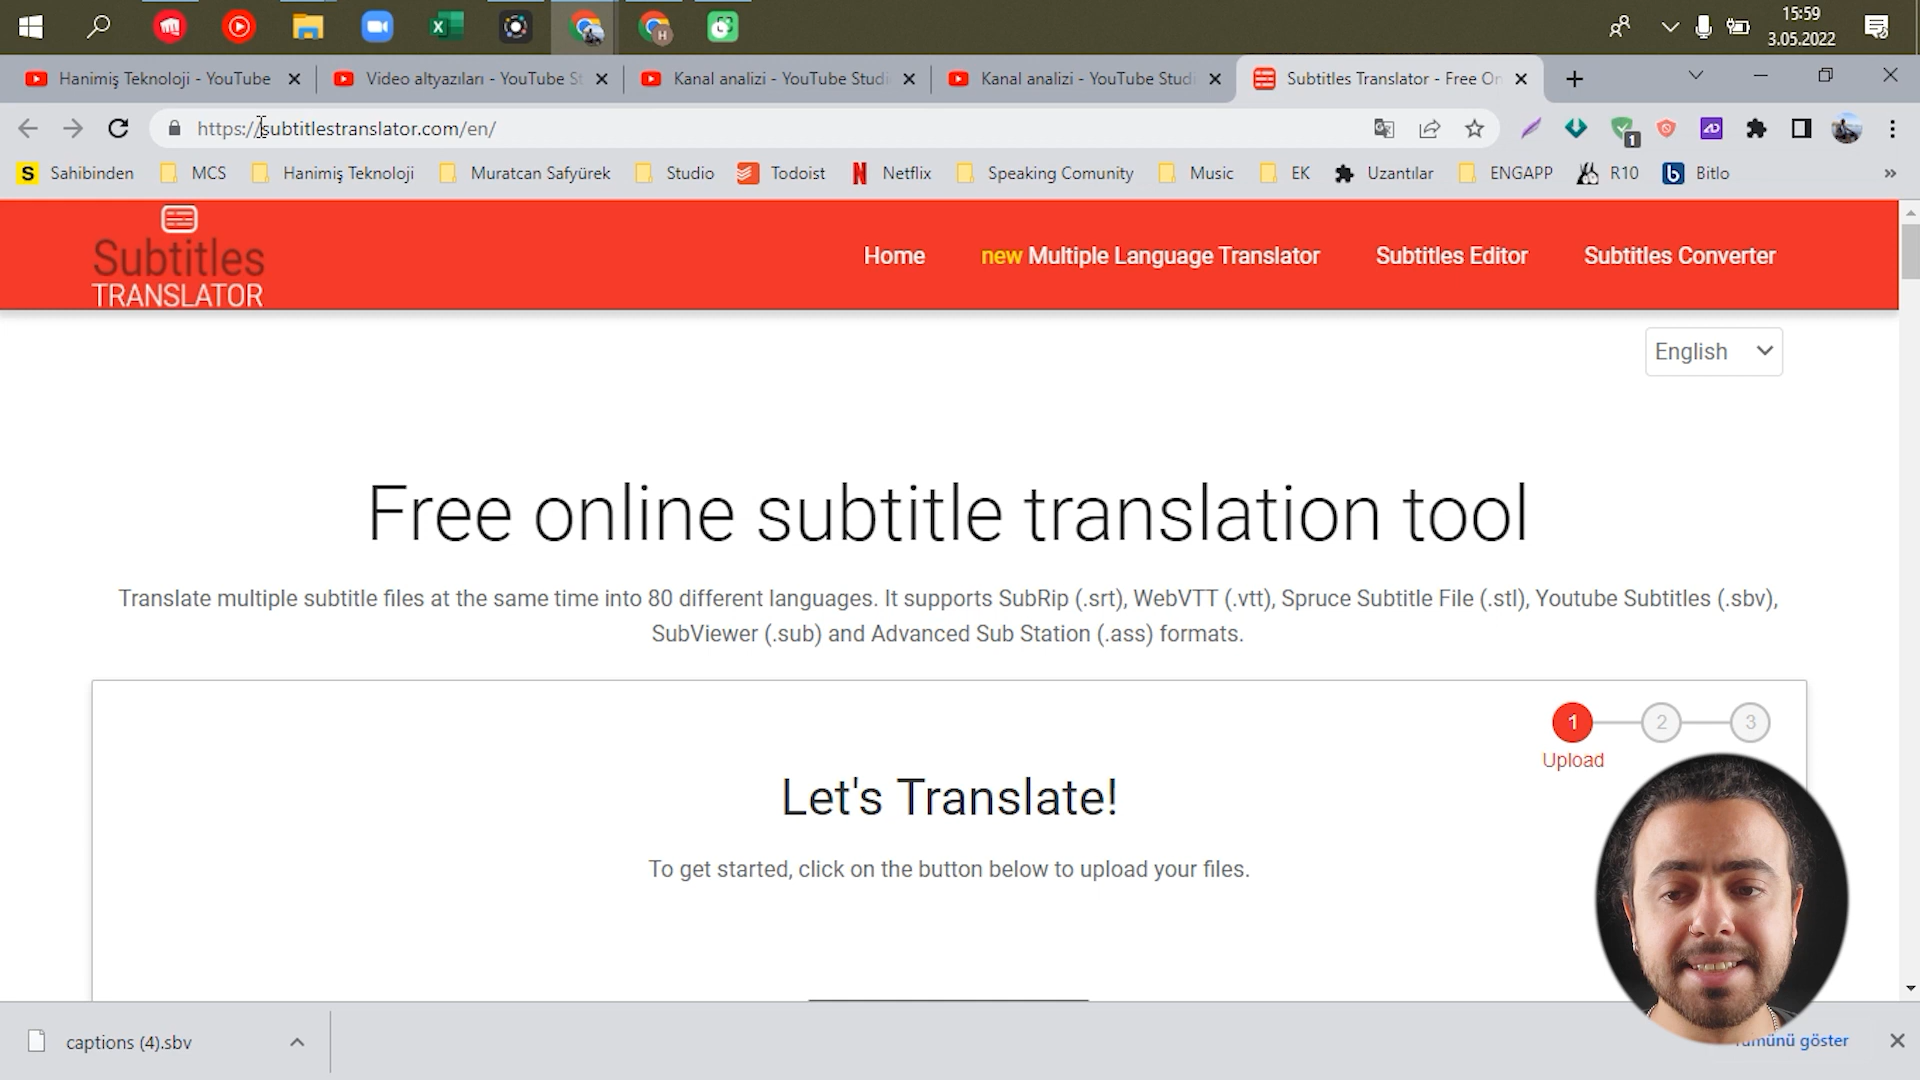 15:59
3.05.2022
Hanimiş Teknoloji - YouTube
Video altyazıları - YouTube St
Kanal analizi - YouTube Studi
Kanal analizi - YouTube Studi
Subtitles Translator - Free On
https://subtitlestranslator.com/en/
1
Sahibinden
MCS
Hanimiş Teknoloji
Muratcan Safyürek
Studio
Todoist
Netflix
Speaking Comunity
Music
EK
Uzantılar
ENGAPP
R10
Bitlo
Subtitles
TRANSLATOR
Home
new Multiple Language Translator
Subtitles Editor
Subtitles Converter
English
Free online subtitle translation tool
Translate multiple subtitle files at the same time into 80 different languages. It supports SubRip (.srt), WebVTT (.vtt), Spruce Subtitle File (.stl), Youtube Subtitles (.sbv),
SubViewer (.sub) and Advanced Sub Station (.ass) formats.
1
2
3
Upload
Let's Translate!
To get started, click on the button below to upload your files.
captions (4).sbv
Tümünü göster